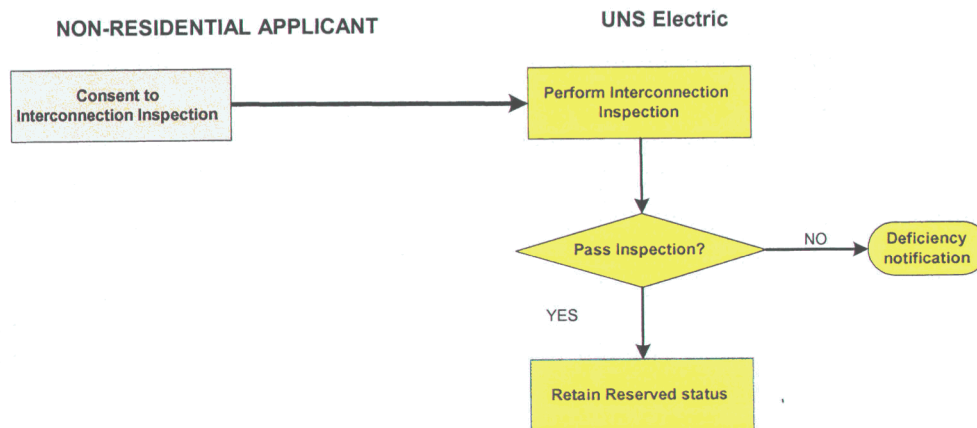 NON-RESIDENTIAL APPLICANT
UNS Electric
Consent to
Interconnection Inspection
Perform Interconnection
Inspection
Pass Inspection?
NO
Deficiency
notification
YES
Retain Reserved status